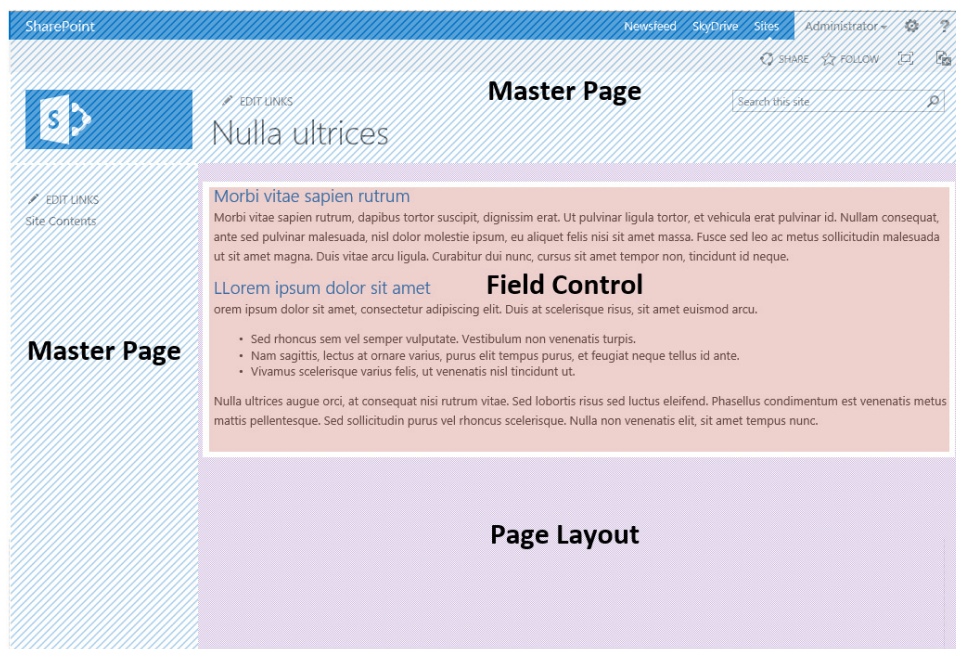 SharePoint
Newsfeed SkyDrive Sites Administrator ?
SHARE FOLLOW
Master Page
S
EDIT LINKS
Search this site
Nulla ultrices
EDIT LINKS
Site Contents
Morbi vitae sapien rutrum
Morbi vitae sapien rutrum, dapibus tortor suscipit, dignissim erat. Ut pulvinar ligula tortor, et vehicula erat pulvinar id. Nullam consequat,
ante sed pulvinar malesuada, nisl dolor molestie ipsum, eu aliquet felis nisi sit amet massa. Fusce sed leo ac metus sollicitudin malesuada
ut sit amet magna. Duis vitae arcu ligula. Curabitur dui nunc, cursus sit amet tempor non, tincidunt id neque.
LLorem ipsum dolor sit amet
Field Control
orem ipsum dolor sit amet, consectetur adipiscing elit. Duis at scelerisque risus, sit amet euismod arcu.
• Sed rhoncus sem vel semper vulputate. Vestibulum non venenatis turpis.
• Nam sagittis, lectus at ornare varius, purus elit tempus purus, et feugiat neque tellus id ante.
• Vivamus scelerisque varius felis, ut venenatis nisl tincidunt ut.
Master Page
Nulla ultrices augue orci, at consequat nisi rutrum vitae. Sed lobortis risus sed luctus eleifend. Phasellus condimentum est venenatis metus
mattis pellentesque. Sed sollicitudin purus vel rhoncus scelerisque. Nulla non venenatis elit, sit amet tempus nunc.
Page Layout